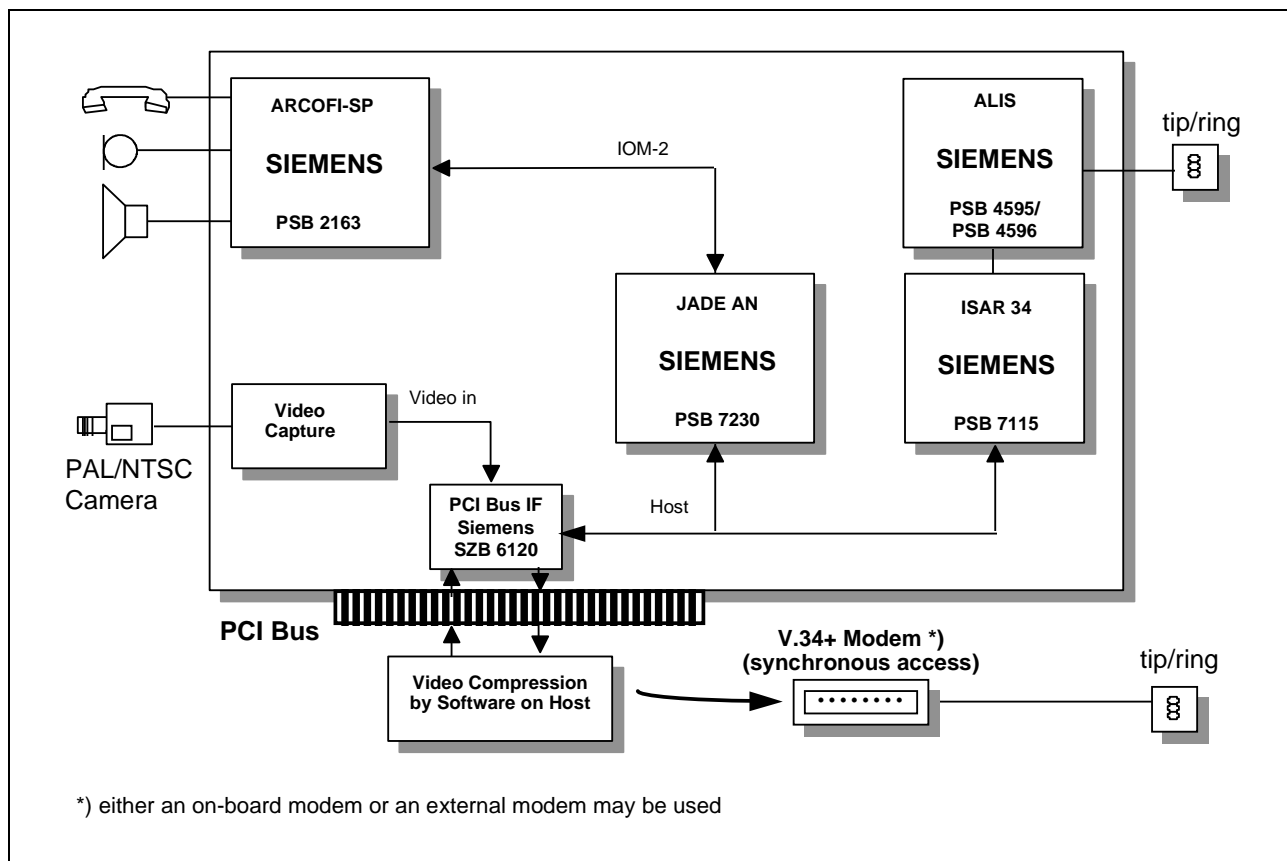 ARCOFI-SP
SIEMENS
PSB 2163
IOM-2
ALIS
SIEMENS
PSB 4595/
PSB 4596
tip/ring
JADE AN
SIEMENS
PSB 7230
ISAR 34
SIEMENS
PSB 7115
Video
Capture
Video in
PAL/NTSC
Camera
PCI Bus IF
Siemens
SZB 6120
Host
PCI Bus
Video Compression
by Software on Host
V.34+ Modem *)
(synchronous access)
tip/ring
*) either an on-board modem or an external modem may be used